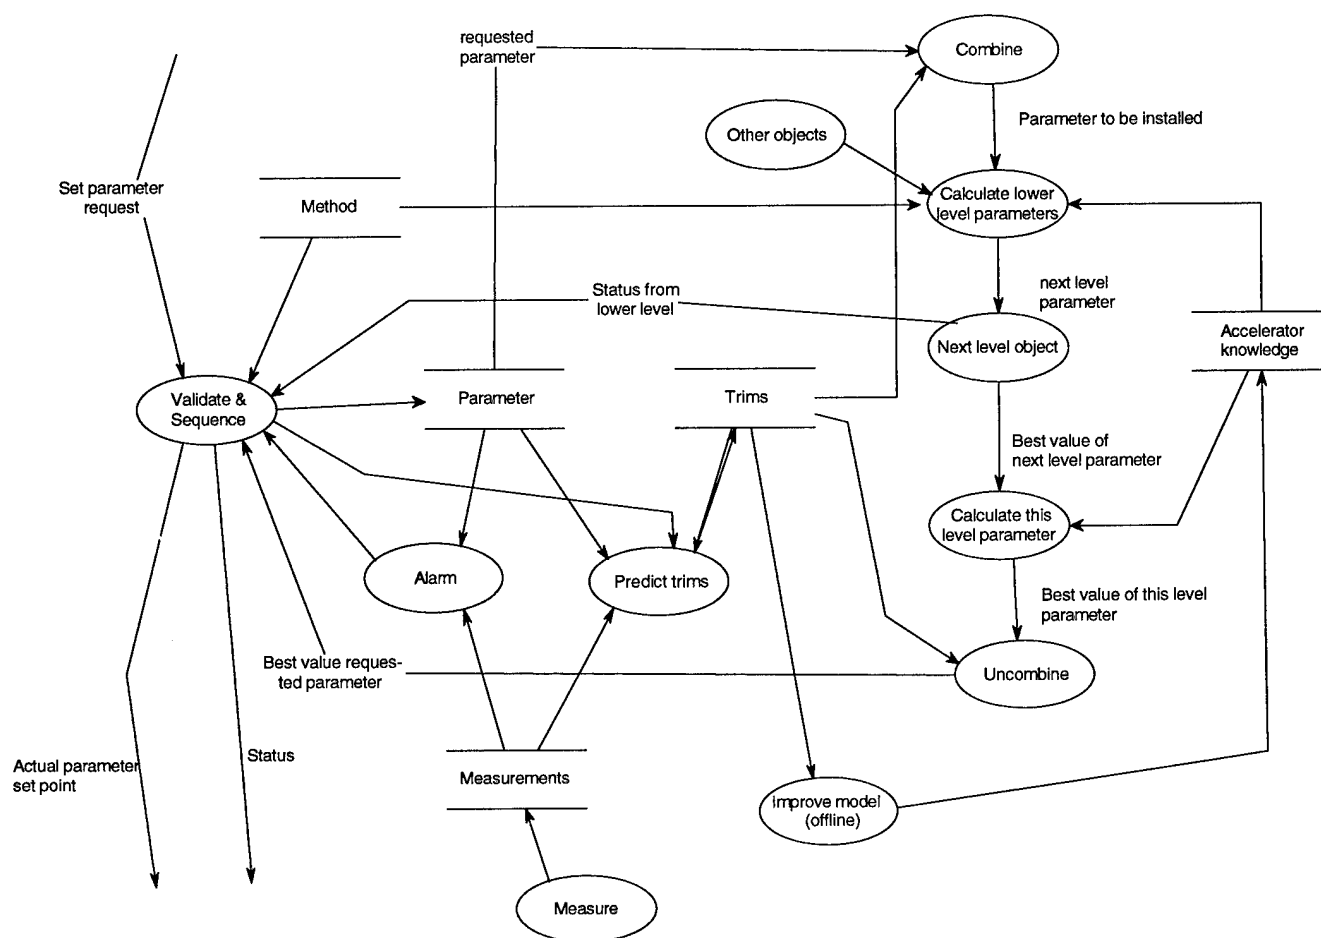 requested
parameter
Combine
Parameter to be installed
Other objects
Set parameter
request
Method
Calculate lower
level parameters
Status from
lower level
next level
parameter
Next level object
Accelerator
knowledge
Validate &
Sequence
Parameter
Trims
Best value of
next level parameter
Calculate this
level parameter
Alarm
Predict trims
Best value of this level
parameter
Best value reques-
ted parameter
Uncombine
Actual parameter
set point
Status
Measurements
Improve model
(offline)
Measure